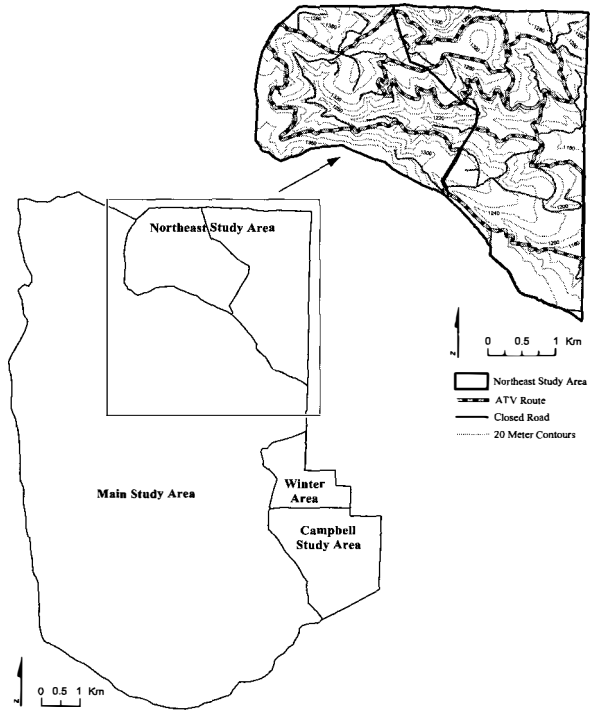 Northeast Study Area
Main Study Area
Winter
Area
Campbell
Study Area
N
0 0.5 1 Km
N
0 0.5 1 Km
Northeast Study Area
ATV Route
Closed Road
20 Meter Contours